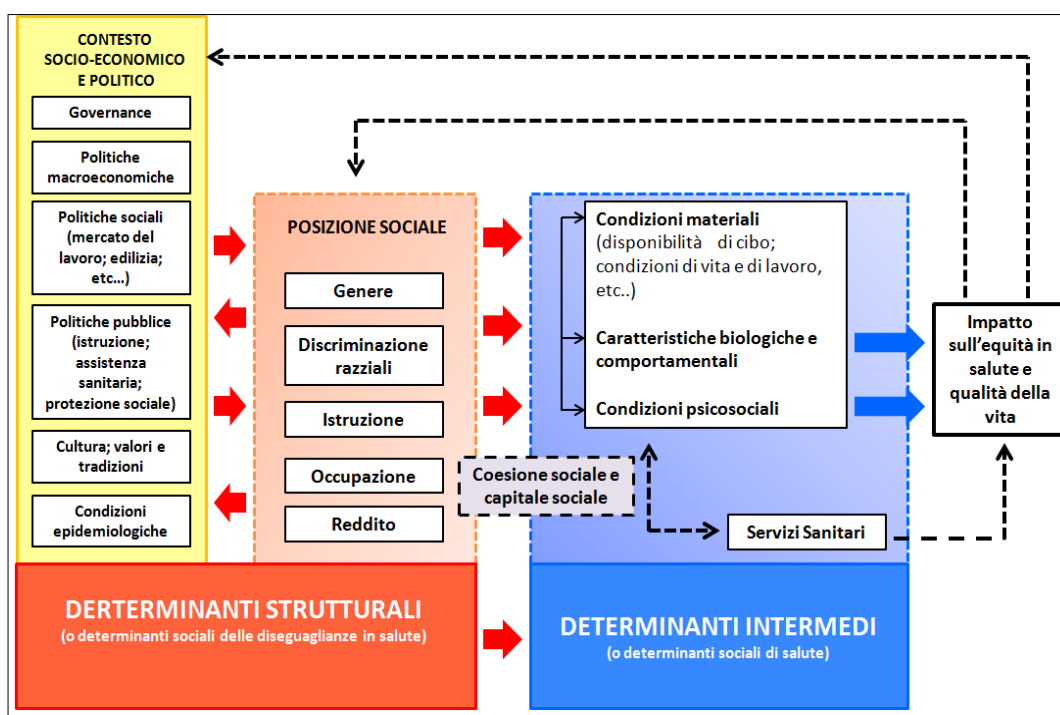 CONTESTO
SOCIO-ECONOMICO
E POLITICO
Governance
Politiche
macroeconomiche
Politiche sociali
(mercato del
lavoro; edilizia;
etc…)
Politiche pubblice
(istruzione;
assistenza
sanitaria;
protezione sociale)
Cultura; valori e
tradizioni
Condizioni
epidemiologiche
POSIZIONE SOCIALE
Genere
Discriminazione
razziali
Istruzione
Occupazione
Reddito
Coesione sociale e
capitale sociale
Condizioni materiali
(disponibilità di cibo;
condizioni di vita e di lavoro,
etc..)
Caratteristiche biologiche e
comportamentali
Condizioni psicosociali
Servizi Sanitari
Impatto
sull'equità in
salute e
qualità della
vita
DERTERMINANTI STRUTTURALI
(o determinanti sociali delle diseguaglianze in salute)
DETERMINANTI INTERMEDI
(o determinanti sociali di salute)